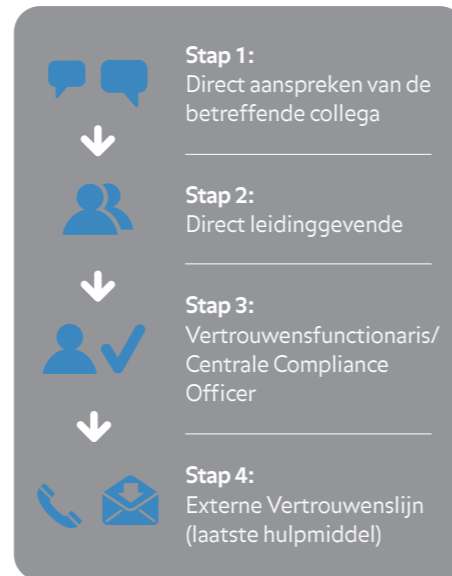 Stap 1:
Direct aanspreken van de
betreffende collega
Stap 2:
Direct leidinggevende
Stap 3:
Vertrouwensfunctionaris/
Centrale Compliance
Officer
Stap 4:
Externe Vertrouwenslijn
(laatste hulpmiddel)